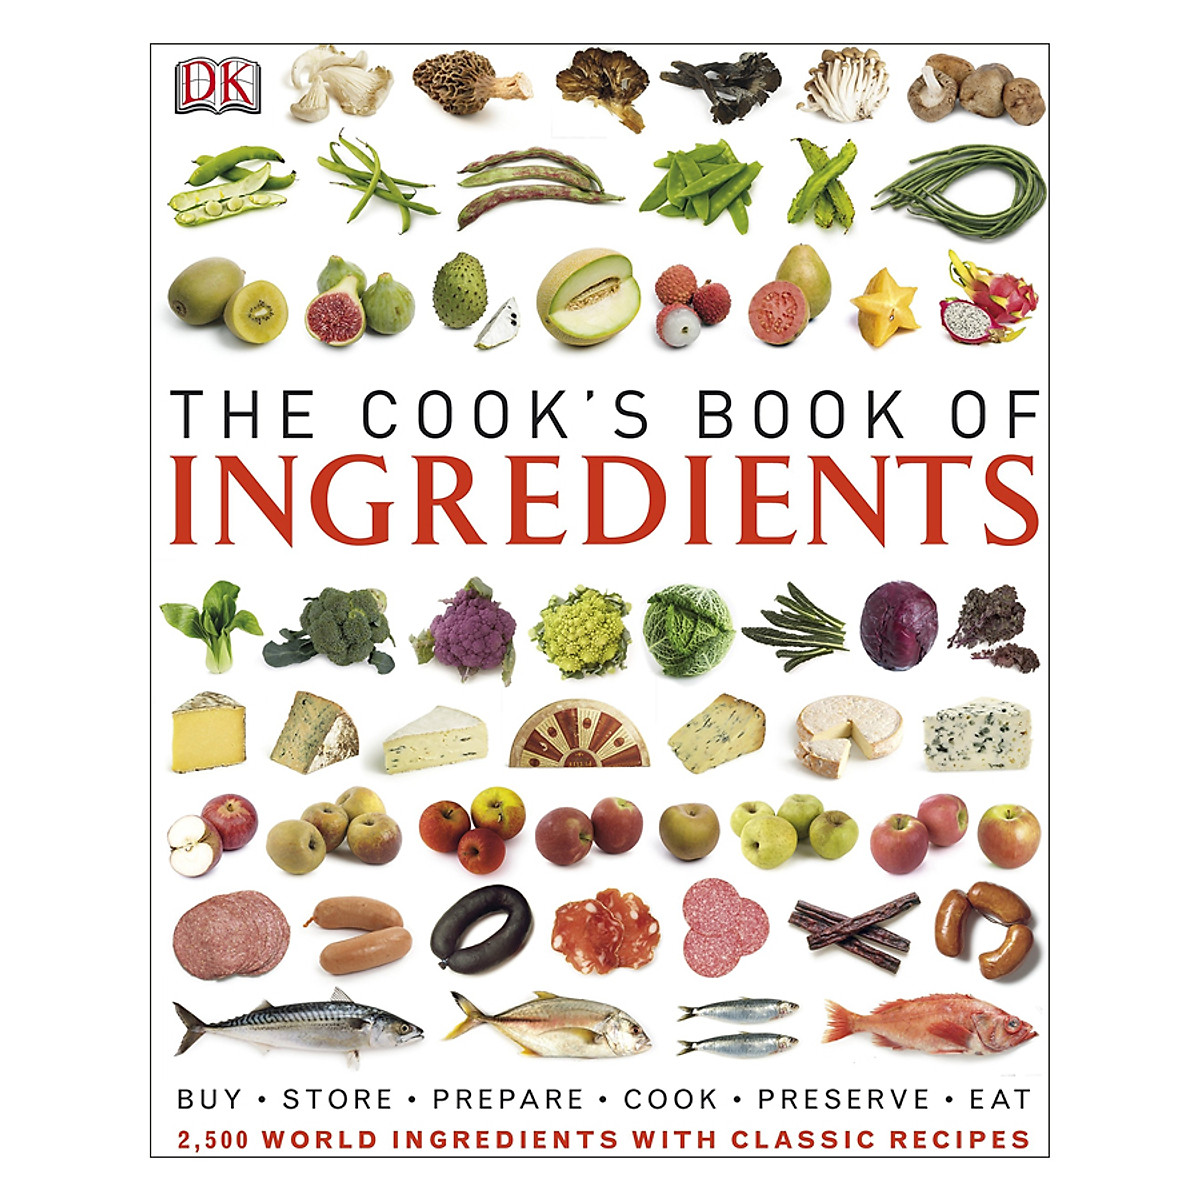 DK
THE COOK'S BOOK OF
INGREDIENTS
BUY • STORE • PREPARE • COOK • PRESERVE • EAT
2,500 WORLD INGREDIENTS WITH CLASSIC RECIPES